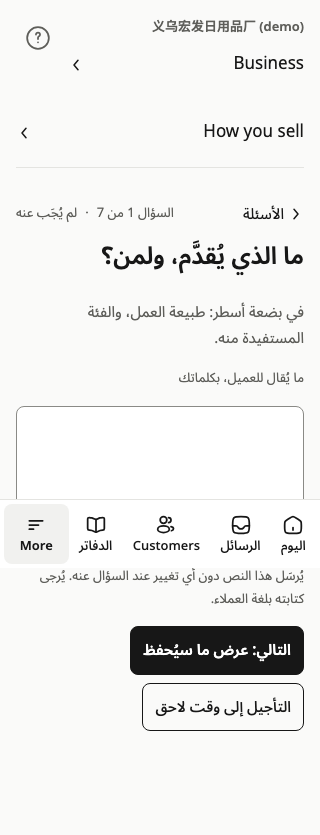 义乌宏发日用品厂 (demo)
Business
How you sell
الأسئلة
السؤال 1 من 7 · لم يُجَب عنه
ما الذي يُقدَّم، ولمن؟
في بضعة أسطر: طبيعة العمل، والفئة
المستفيدة منه.
ما يُقال للعميل، بكلماتك
اليوم
الرسائل
Customers
الدفاتر
More
يُرسَل هذا النص دون أي تغيير عند السؤال عنه. يُرجى
كتابته بلغة العملاء.
التالي: عرض ما سيُحفظ
التأجيل إلى وقت لاحق